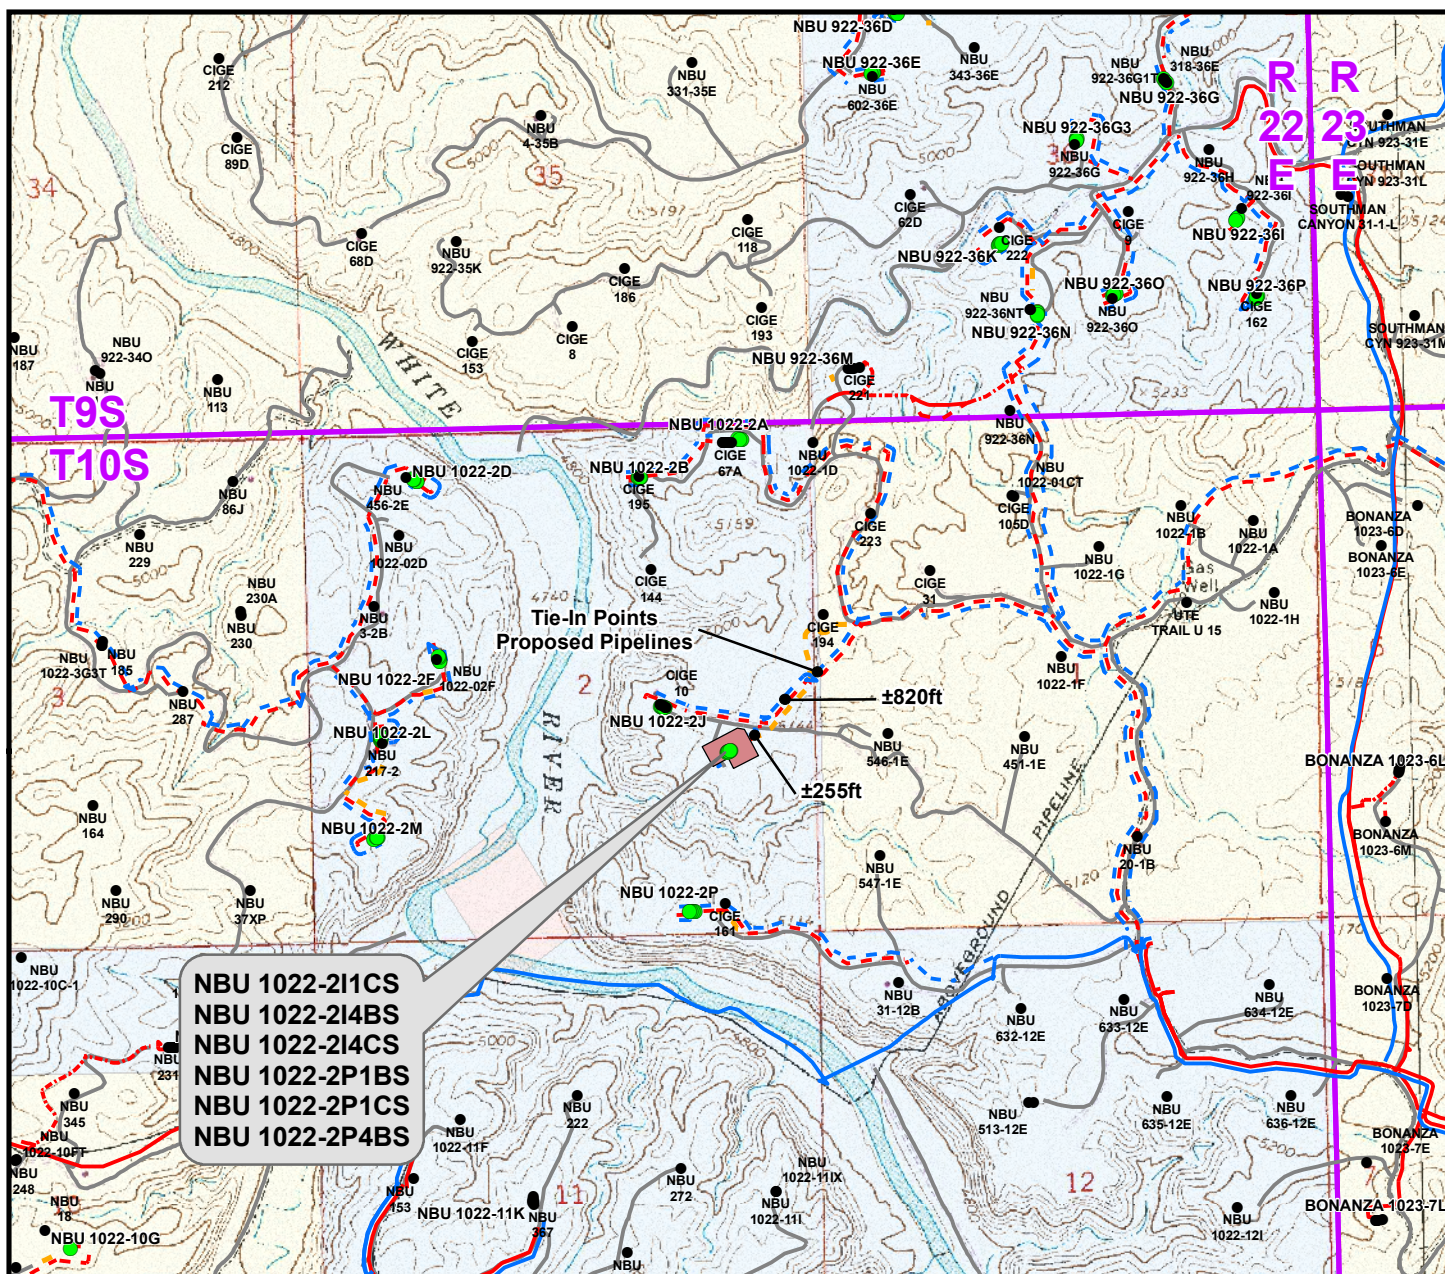 NBU 922-36D
CIGE
212
NBU
331-35E
NBU 922-36E
NBU
602-36E
NBU
343-36E
NBU
318-36E
NBU
922-36G1T
NBU 922-36G
R
22
E
R
23
E
CIGE
89D
NBU
4-35B
NBU 922-36G3
NBU
922-36G
NBU
922-36H
NBU
922-36I
NBU 922-36I
CYN 923-31E
CYN 923-31L
SOUTHMAN
CANYON 31-1-L
34
35
CIGE
68D
NBU
922-35K
CIGE
118
CIGE
62D
CIGE
186
NBU 922-36K
CIGE
222
CIGE
9
NBU 922-36O
NBU
922-36O
NBU 922-36P
CIGE
162
NBU
922-36NT
NBU 922-36N
SOUTHMAN
CYN 923-31M
NBU
187
NBU
922-34O
NBU
NBU
113
CIGE
153
CIGE
8
CIGE
193
NBU 922-36M
CIGE
221
WHITE
T9S
T10S
NBU 1022-2A
CIGE
67A
NBU
1022-1D
NBU
922-36N
NBU 1022-2D
NBU
456-2E
NBU 1022-2B
CIGE
195
NBU
86J
NBU
1022-01CT
CIGE
105D
CIGE
223
NBU
229
NBU
1022-02D
NBU
1022-1B
NBU
1022-1A
BONANZA
1023-6D
BONANZA
1023-6E
NBU
1022-1G
Gas
Well
NBU
230A
NBU
230
CIGE
144
CIGE
31
NBU
3-2B
Tie-In Points
Proposed Pipelines
CIGE
194
UTE
TRAIL U 15
NBU
1022-1H
NBU
1022-3G3T
NBU
185
NBU 1022-2F
NBU
1022-02F
NBU
287
3
2
1
NBU
1022-1F
CIGE
10
NBU 1022-2J
±820ft
±255ft
NBU 1022-2L
NBU
217-2
NBU
546-1E
NBU
451-1E
RIVER
PIPELINE
ABOVEGROUND
BONANZA 1023-6L
BONANZA
1023-6M
NBU
164
NBU 1022-2M
NBU
20-1B
NBU
547-1E
NBU
290
NBU
37XP
NBU 1022-2P
CIGE
161
NBU
1022-10C-1
NBU 1022-2I1CS
NBU 1022-2I4BS
NBU 1022-2I4CS
NBU 1022-2P1BS
NBU 1022-2P1CS
NBU 1022-2P4BS
NBU
31-12B
NBU
632-12E
NBU
633-12E
NBU
634-12E
BONANZA
1023-7D
NBU
231
NBU
345
NBU
1022-10FT
NBU
248
NBU
18
NBU 1022-10G
NBU
222
NBU
1022-11F
NBU
153
NBU 1022-11K
NBU
367
11
NBU
272
NBU
1022-11IX
NBU
1022-11I
NBU
NBU
513-12E
NBU
635-12E
NBU
636-12E
12
NBU
1022-12I
BONANZA
1023-7E
BONANZA 1023-7L